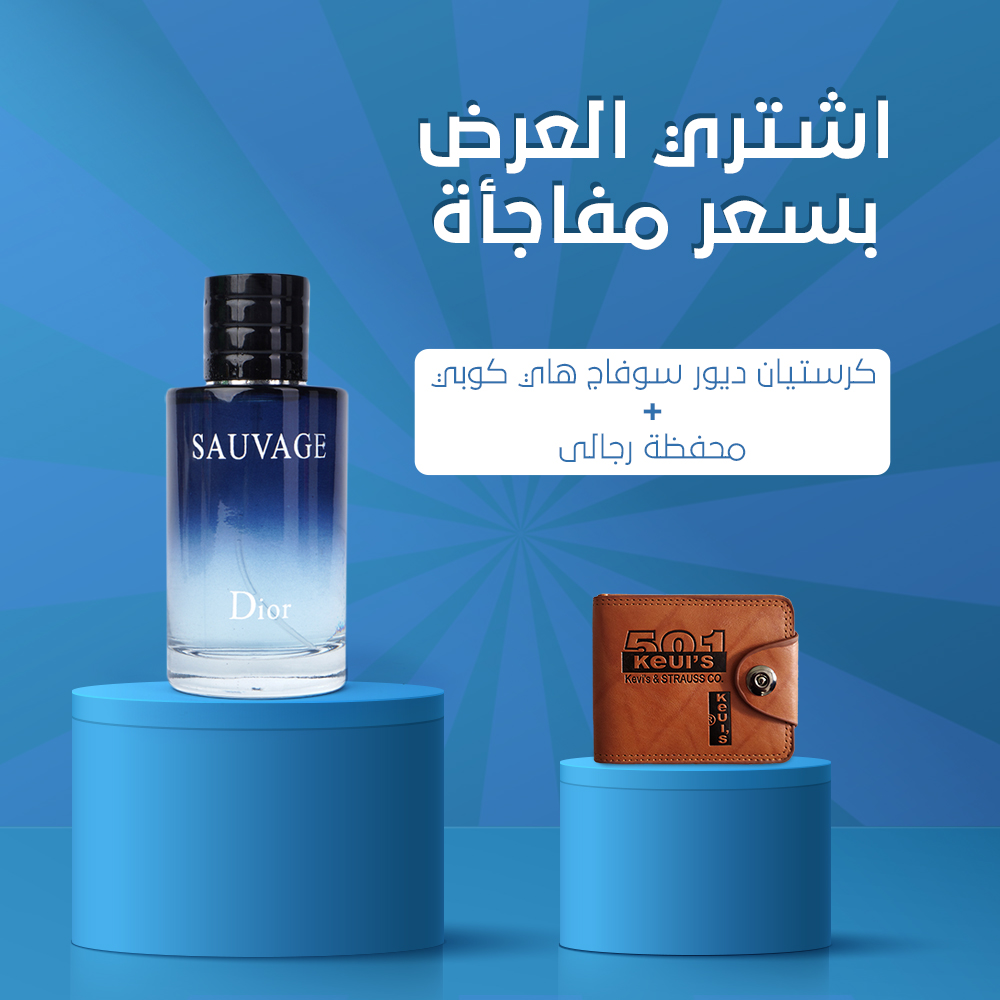 اشتري العرض
بسعر مفاجأة
كرستيان ديور سوفاج هاي كوبي
+
محفظة رجالى
SAUVAGE
Dior
501
KeUI'S
Kevi's & STRAUSS CO.
KeUI,S
®